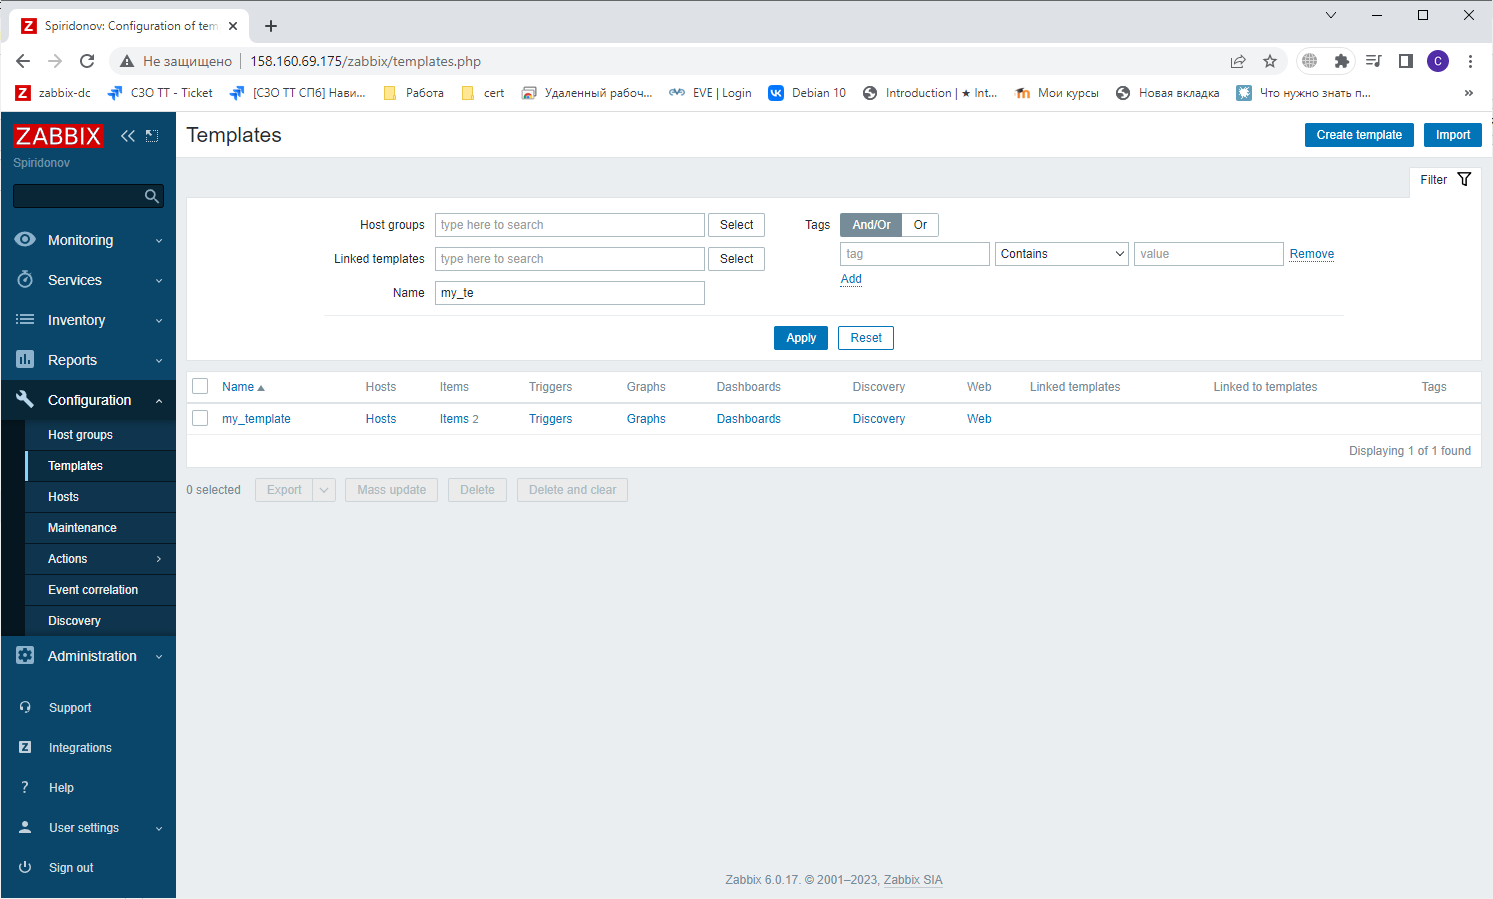 Spiridonov: Configuration of tem
Не защищено | 158.160.69.175/zabbix/templates.php
C
zabbix-dc СЗО ТТ - Ticket [СЗО ТТ СПб] Нави... Работа cert Удаленный рабоч... EVE | Login Debian 10 Introduction | ★ Int... Мои курсы Новая вкладка Что нужно знать п... »
ZABBIX
Spiridonov
Monitoring
Services
Inventory
Reports
Configuration
Host groups
Templates
Hosts
Maintenance
Actions
Event correlation
Discovery
Administration
Support
Integrations
Help
User settings
Sign out
Templates
Create template Import
Filter
Host groups type here to search Select
Linked templates type here to search Select
Name my_te
Tags And/Or Or
tag Contains value Remove
Add
Apply Reset
Name Hosts Items Triggers Graphs Dashboards Discovery Web Linked templates Linked to templates Tags
my_template Hosts Items 2 Triggers Graphs Dashboards Discovery Web
Displaying 1 of 1 found
0 selected Export Mass update Delete Delete and clear
Zabbix 6.0.17. © 2001–2023, Zabbix SIA